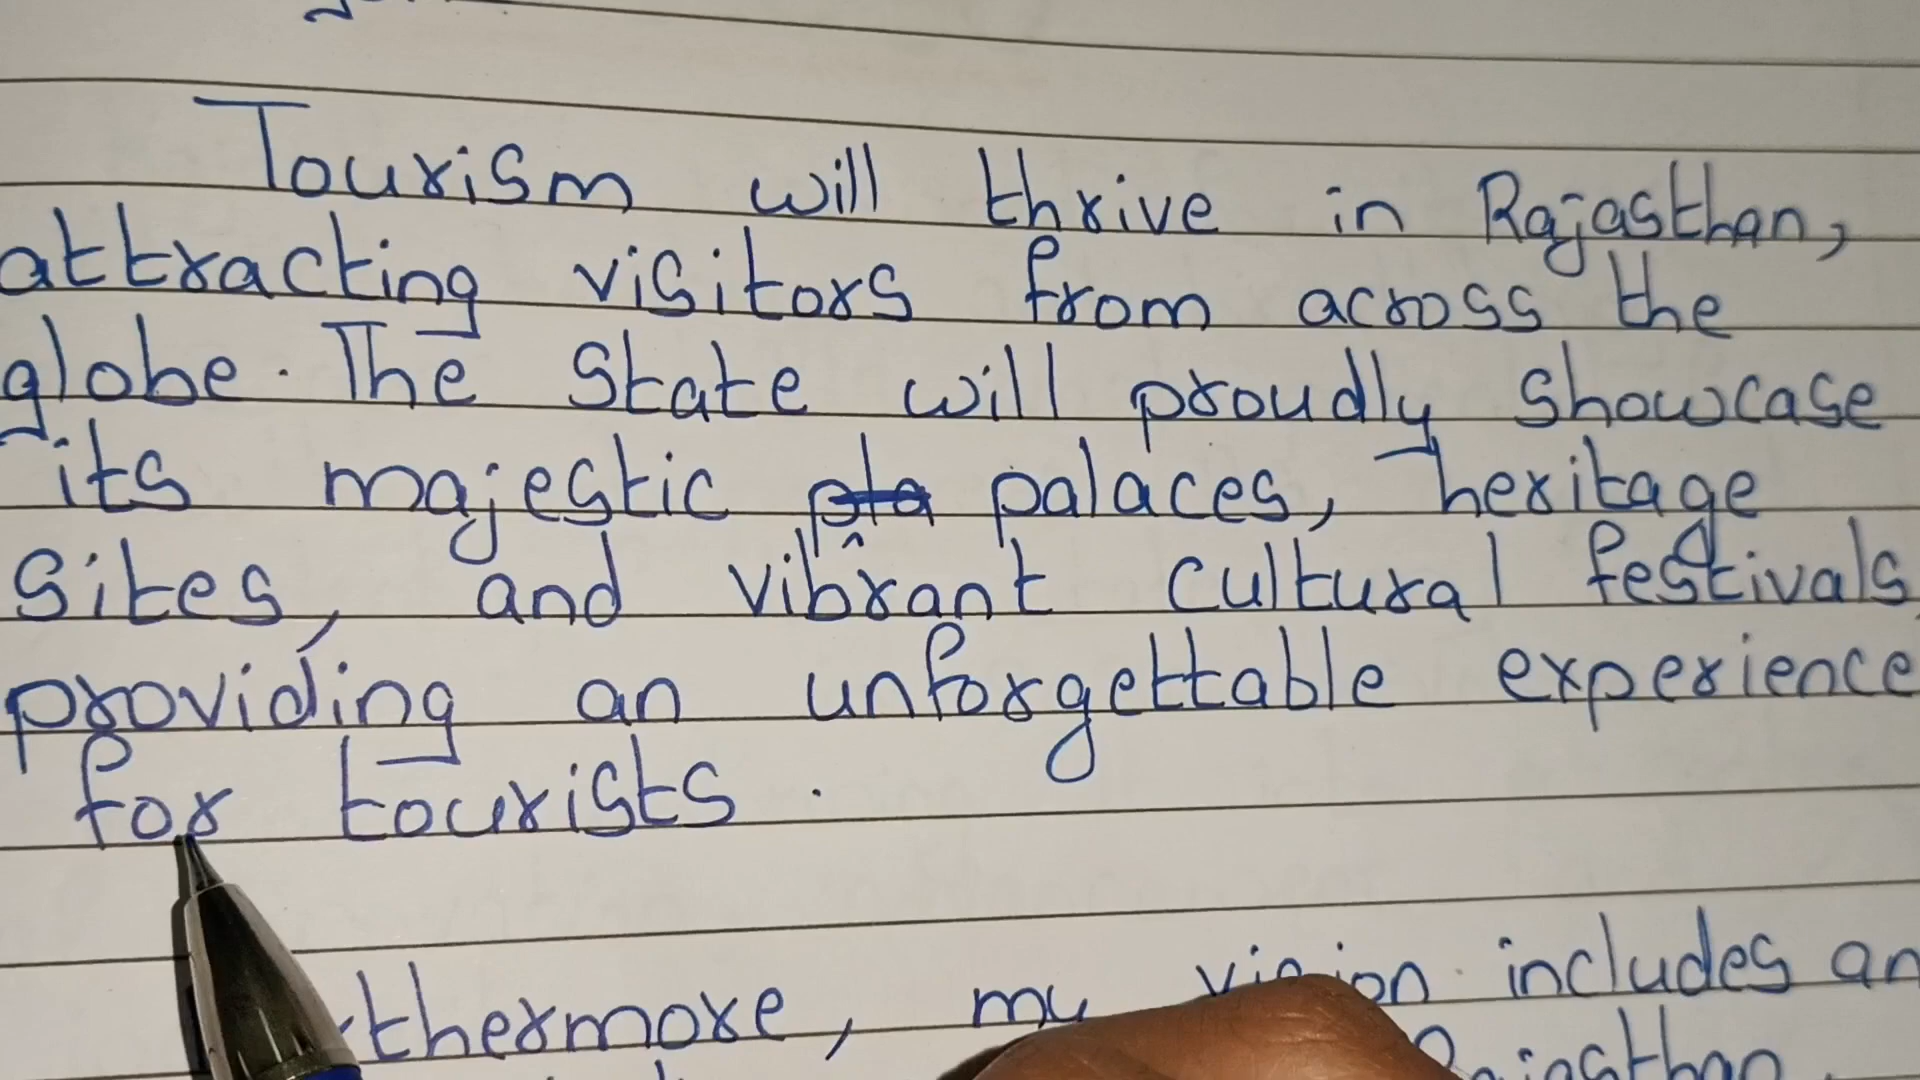 Tourism will thrive in Rajasthan,
attracting visitors from across the
globe. The State will proudly showcase
its majestic pla palaces, heritage
sites, and vibrant cultural festivals,
providing an unforgettable experience
for tourists.
my includes an